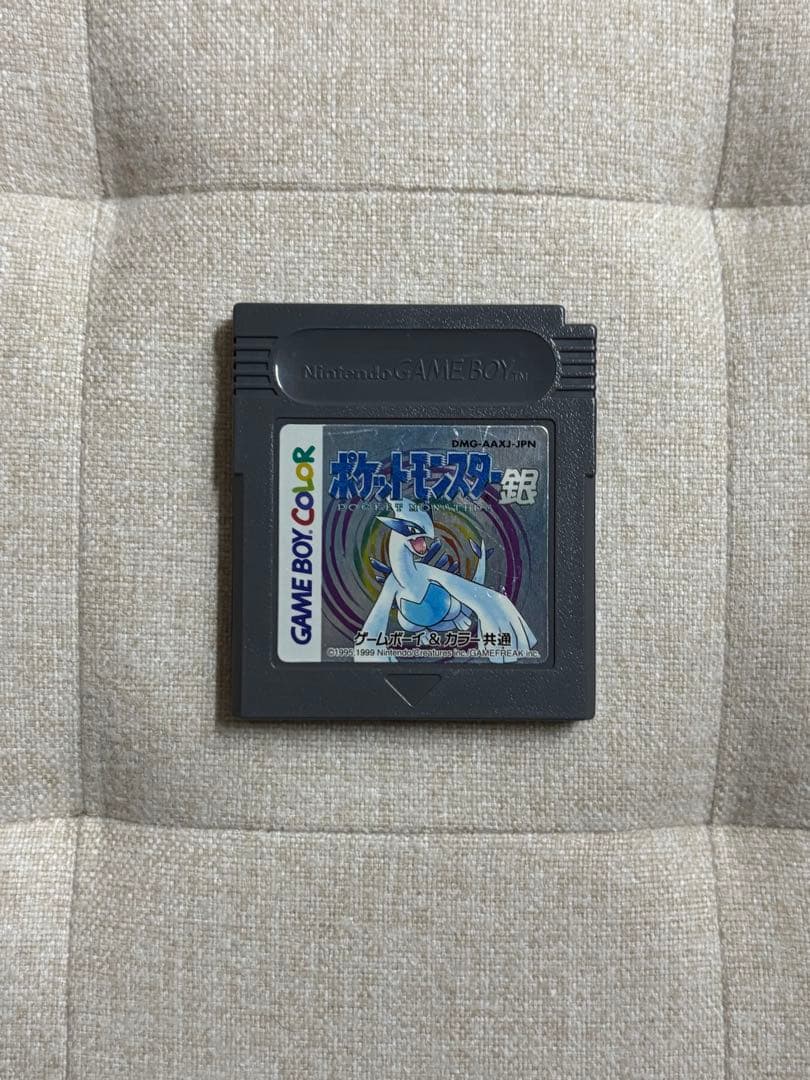 Nintendo GAME BOY TM
DMG-AAXJ-JPN
ポケットモンスター銀
POCKET MONSTERS
GAME BOY COLOR
ゲームボーイ&カラー共通
©1995,1999 Nintendo/Creatures inc./GAMEFREAK inc.